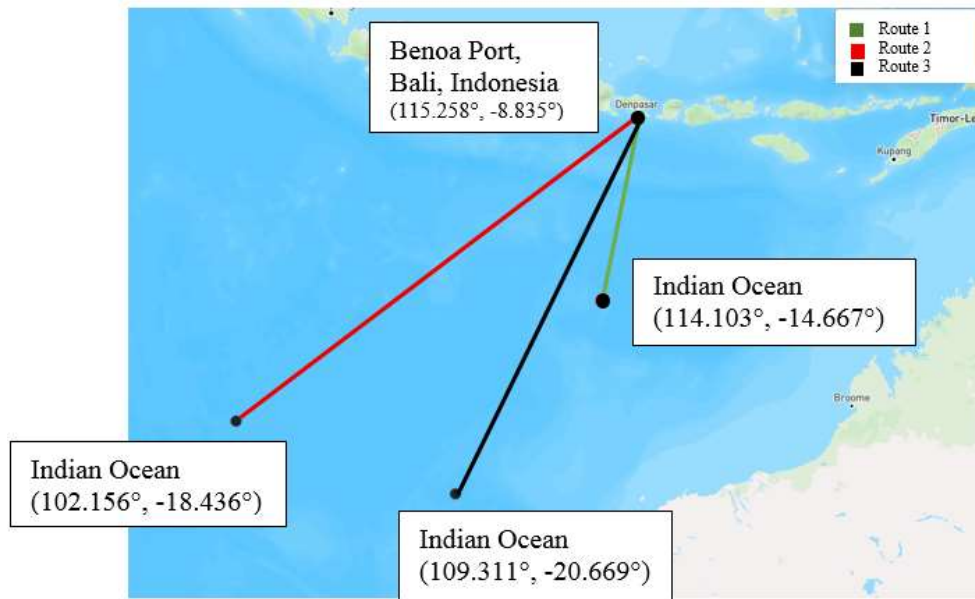 Benoa Port,
Bali, Indonesia
(115.258°, -8.835°)
Route 1
Route 2
Route 3
Denpasar
Timor-Le
Kupang
Indian Ocean
(114.103°, -14.667°)
Broome
Indian Ocean
(102.156°, -18.436°)
Indian Ocean
(109.311°, -20.669°)